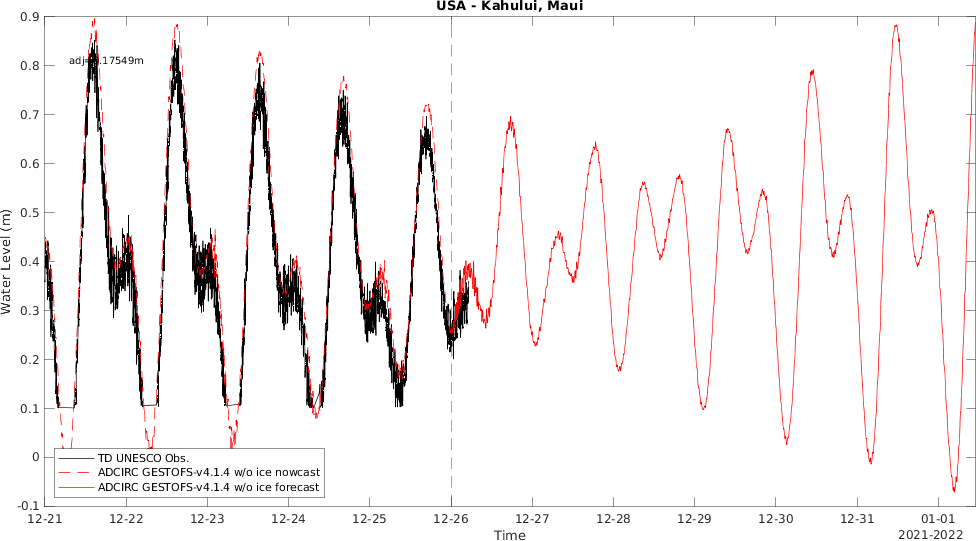 USA - Kahului, Maui
0.9
0.8
0.7
0.6
0.5
0.4
0.3
0.2
0.1
0
-0.1
Water Level (m)
TD UNESCO Obs.
ADCIRC GESTOFS-v4.1.4 w/o ice nowcast
ADCIRC GESTOFS-v4.1.4 w/o ice forecast
12-21 12-22 12-23 12-24 12-25 12-26 12-27 12-28 12-29 12-30 12-31 01-01
Time
2021-2022